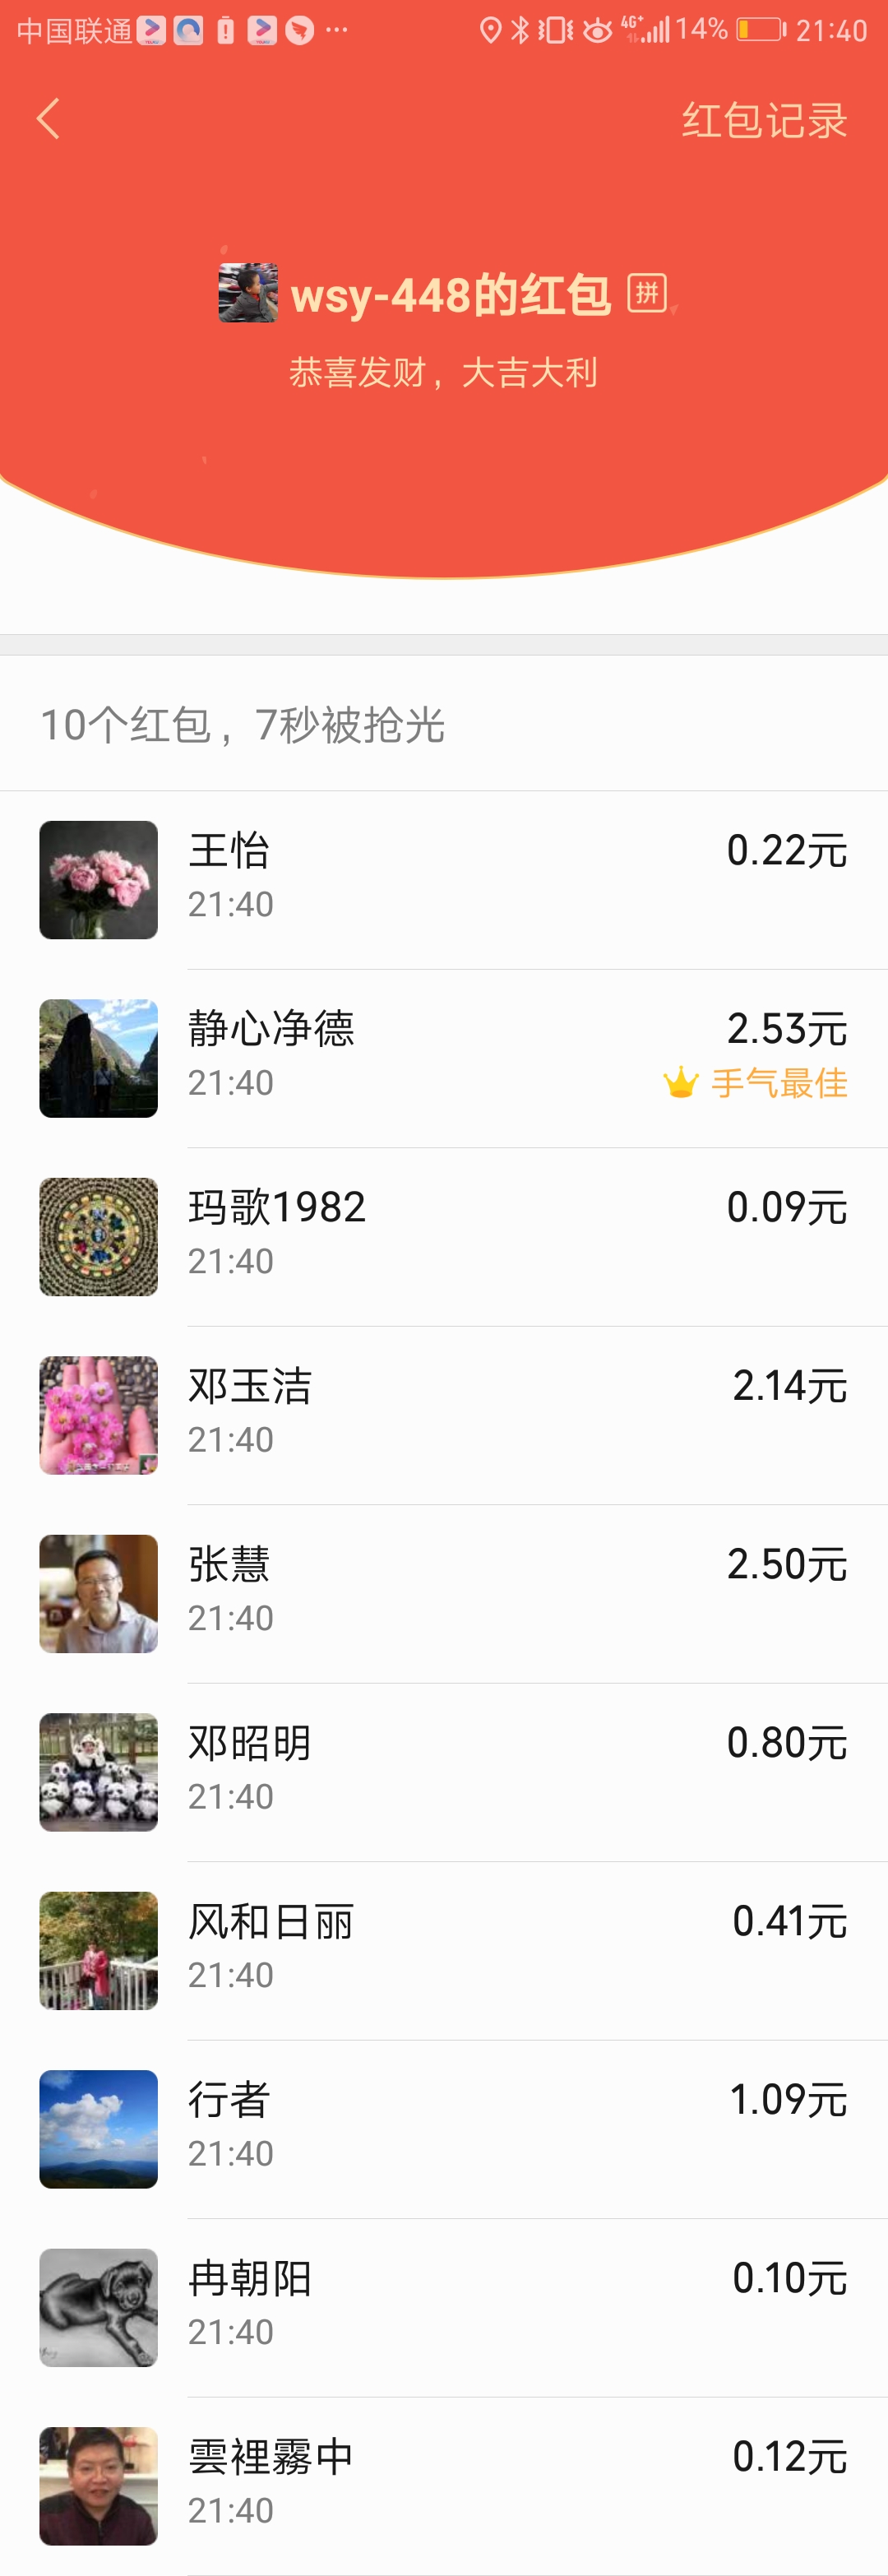 中国联通 ··· 4G+ 14% 21:40
红包记录
wsy-448的红包 拼
恭喜发财，大吉大利
10个红包，7秒被抢光
王怡 0.22元
21:40
静心净德 2.53元
21:40 手气最佳
玛歌1982 0.09元
21:40
邓玉洁 2.14元
21:40
张慧 2.50元
21:40
邓昭明 0.80元
21:40
风和日丽 0.41元
21:40
行者 1.09元
21:40
冉朝阳 0.10元
21:40
雲裡霧中 0.12元
21:40